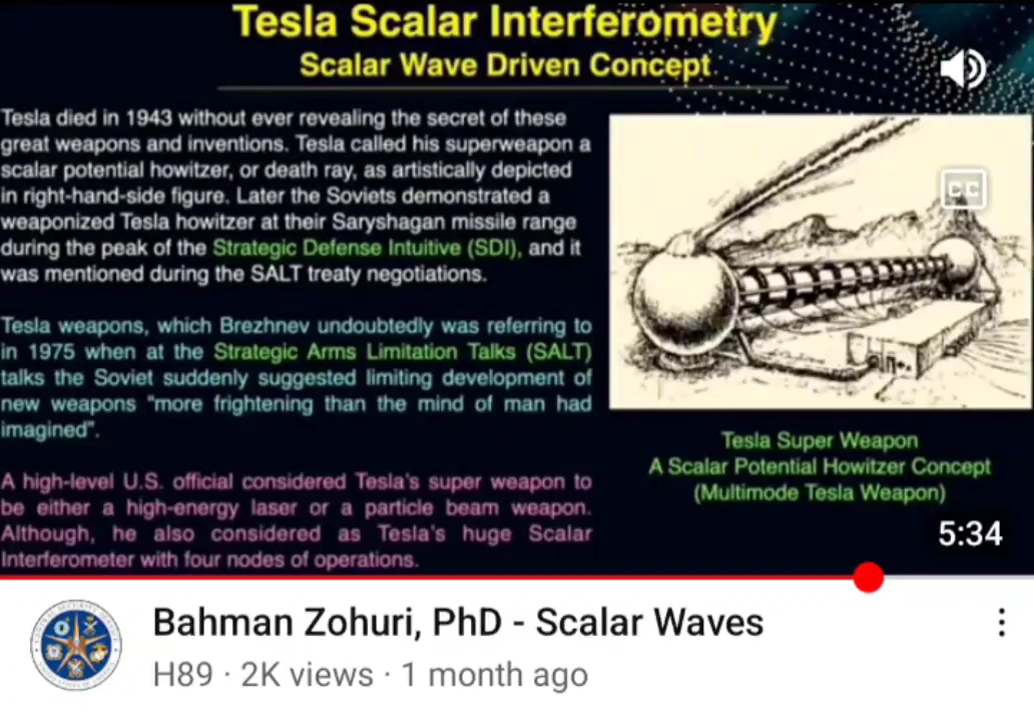 Tesla Scalar Interferometry
Scalar Wave Driven Concept
Tesla died in 1943 without ever revealing the secret of these
great weapons and inventions. Tesla called his superweapon a
scalar potential howitzer, or death ray, as artistically depicted
in right-hand-side figure. Later the Soviets demonstrated a
weaponized Tesla howitzer at their Saryshagan missile range
during the peak of the Strategic Defense Intuitive (SDI), and it
was mentioned during the SALT treaty negotiations.
Tesla weapons, which Brezhnev undoubtedly was referring to
in 1975 when at the Strategic Arms Limitation Talks (SALT)
talks the Soviet suddenly suggested limiting development of
new weapons "more frightening than the mind of man had
imagined".
A high-level U.S. official considered Tesla's super weapon to
be either a high-energy laser or a particle beam weapon.
Although, he also considered as Tesla's huge Scalar
Interferometer with four nodes of operations.
CC
Tesla Super Weapon
A Scalar Potential Howitzer Concept
(Multimode Tesla Weapon)
5:34
Bahman Zohuri, PhD - Scalar Waves
H89 · 2K views · 1 month ago